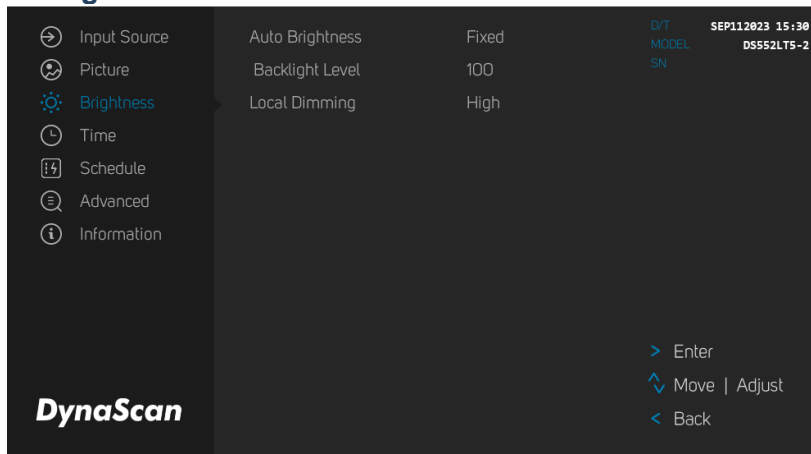 Input Source
Picture
Brightness
Time
Schedule
Advanced
Information
DynaScan
Auto Brightness Fixed
Backlight Level 100
Local Dimming High
D/T SEP112023 15:30
MODEL DS552LT5-2
SN
> Enter
Move | Adjust
< Back